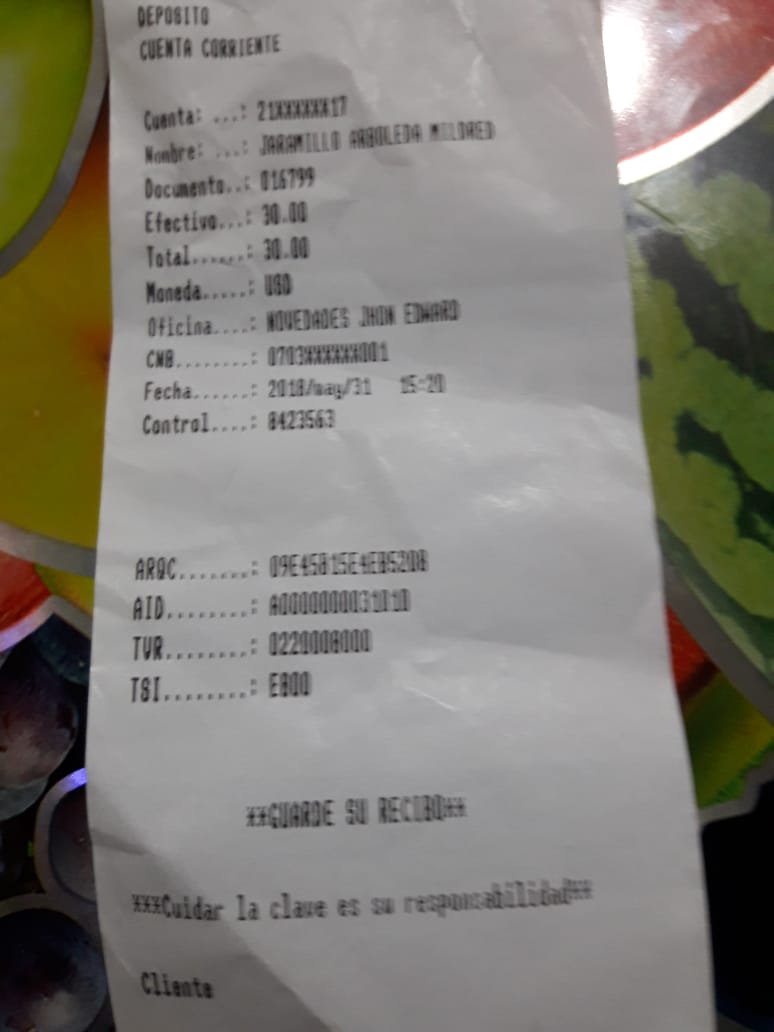 DEPOSITO
CUENTA CORRIENTE
Cuenta: ...: 21XXXXXX17
Nombre: ...: JARAMILLO ARBOLEDA MILDRED
Documento..: 016799
Efectivo...: 30.00
Total......: 30.00
Moneda.....: USD
Oficina....: NOVEDADES JHON EDWARD
CNB........: 0703XXXXXX001
Fecha......: 2018/may/31 15:20
Control....: 8423563
ARQC.......:
AID........: A0000000031010
TVR........: 0220008000
TSI........: E800
**GUARDE SU RECIBO**
***Cuidar la clave es su responsabilidad**
Cliente